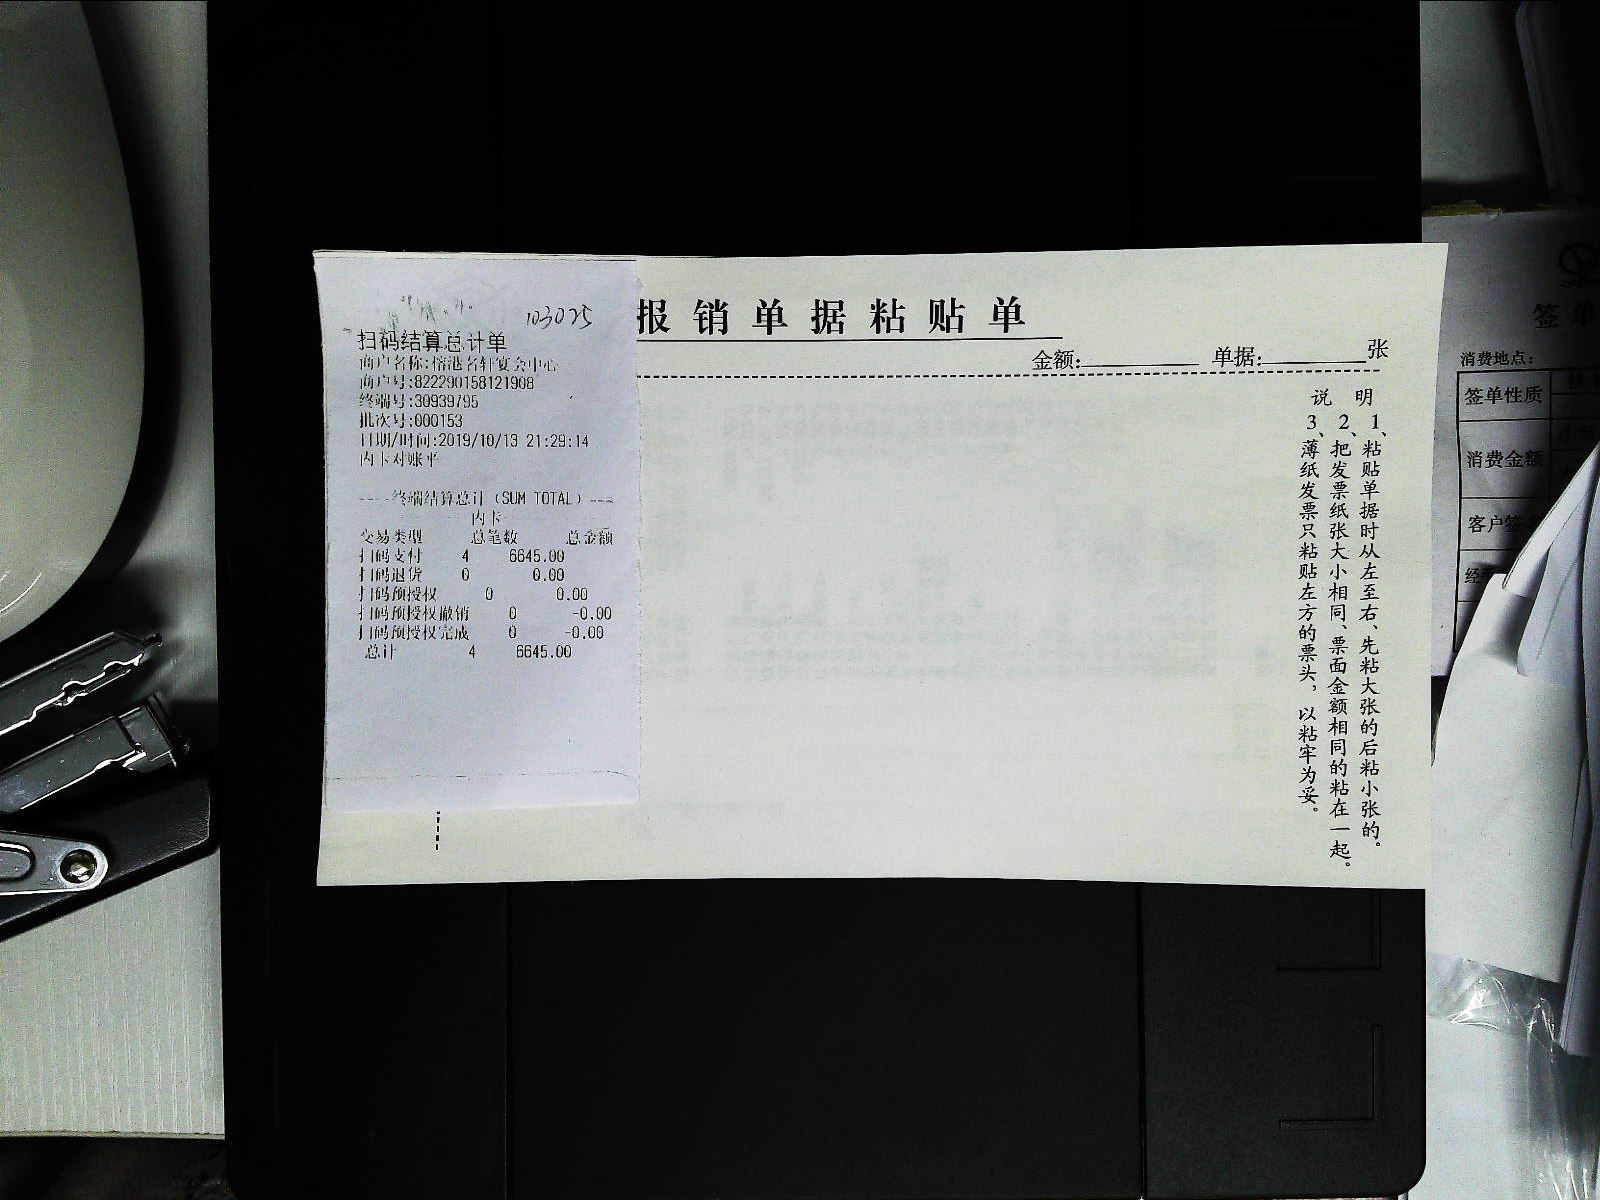 103025
扫码结算总计单
商户名称:榕港名轩宴会中心
商户号:822290158121908
终端号:30939795
批次号:000153
日期/时间:2019/10/13 21:29:14
内卡对账平
----终端结算总计(SUM TOTAL)---
内卡
交易类型 总笔数 总金额
扫码支付 4 6645.00
扫码退货 0 0.00
扫码预授权 0 0.00
扫码预授权撤销 0 -0.00
扫码预授权完成 0 -0.00
总计 4 6645.00
报销单据粘贴单
金额: 单据: 张
说明
1、粘贴单据时从左至右、先粘大张的后粘小张的。
2、把发票纸张大小相同、票面金额相同的粘在一起。
3、薄纸发票只粘贴左方的票头，以粘牢为妥。
签单
消费地点:
签单性质
消费金额
客户签
经